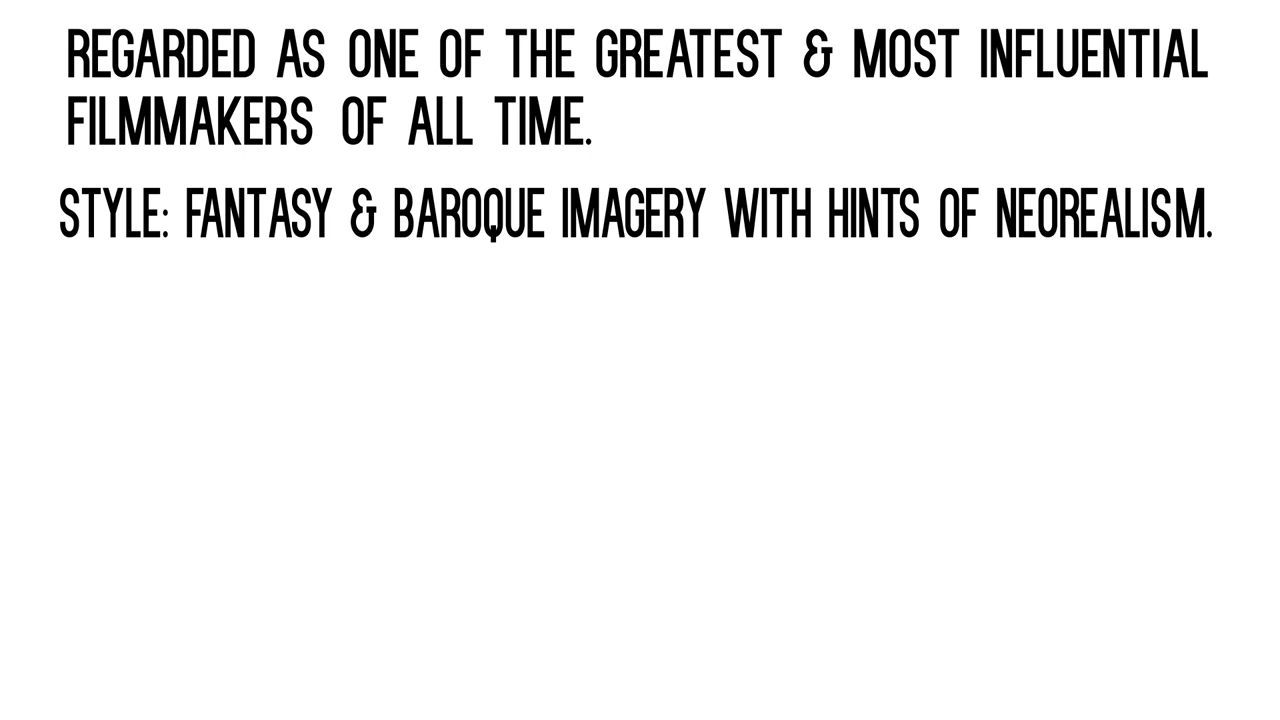 REGARDED AS ONE OF THE GREATEST & MOST INFLUENTIAL
FILMMAKERS OF ALL TIME.
STYLE: FANTASY & BAROQUE IMAGERY WITH HINTS OF NEOREALISM.